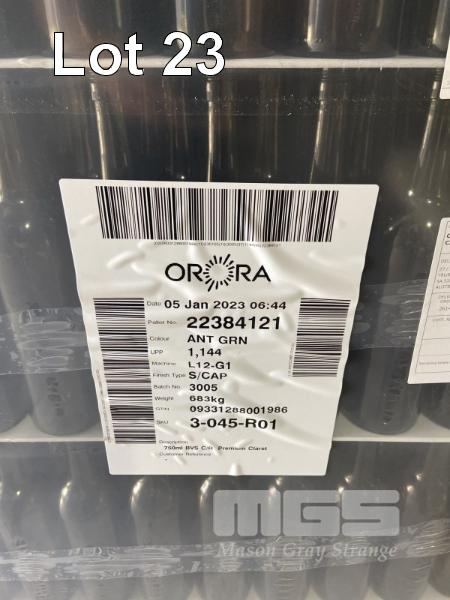 Lot 23
ORORA
Date 05 Jan 2023 06:44
Pallet No. 22384121
Colour ANT GRN
UPP 1,144
Machine L12-G1
Finish Type S/CAP
Batch No. 3005
Weight 683kg
GTIN 09331288001986
SKU 3-045-R01
Description
750ml BVS Premium Claret
Customer Reference
MGS
Mason Gray Strange